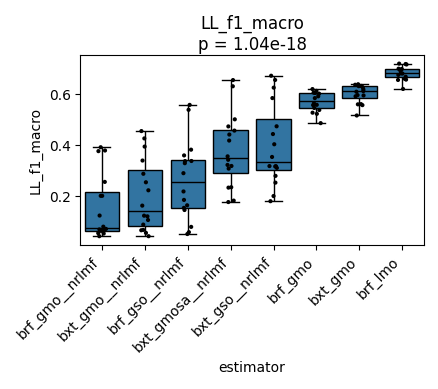 LL_f1_macro
p = 1.04e-18
LL_f1_macro
0.6
0.4
0.2
brf_gmo__nrlmf
bxt_gmo__nrlmf
brf_gso__nrlmf
bxt_gmosa__nrlmf
bxt_gso__nrlmf
brf_gmo
bxt_gmo
brf_lmo
estimator